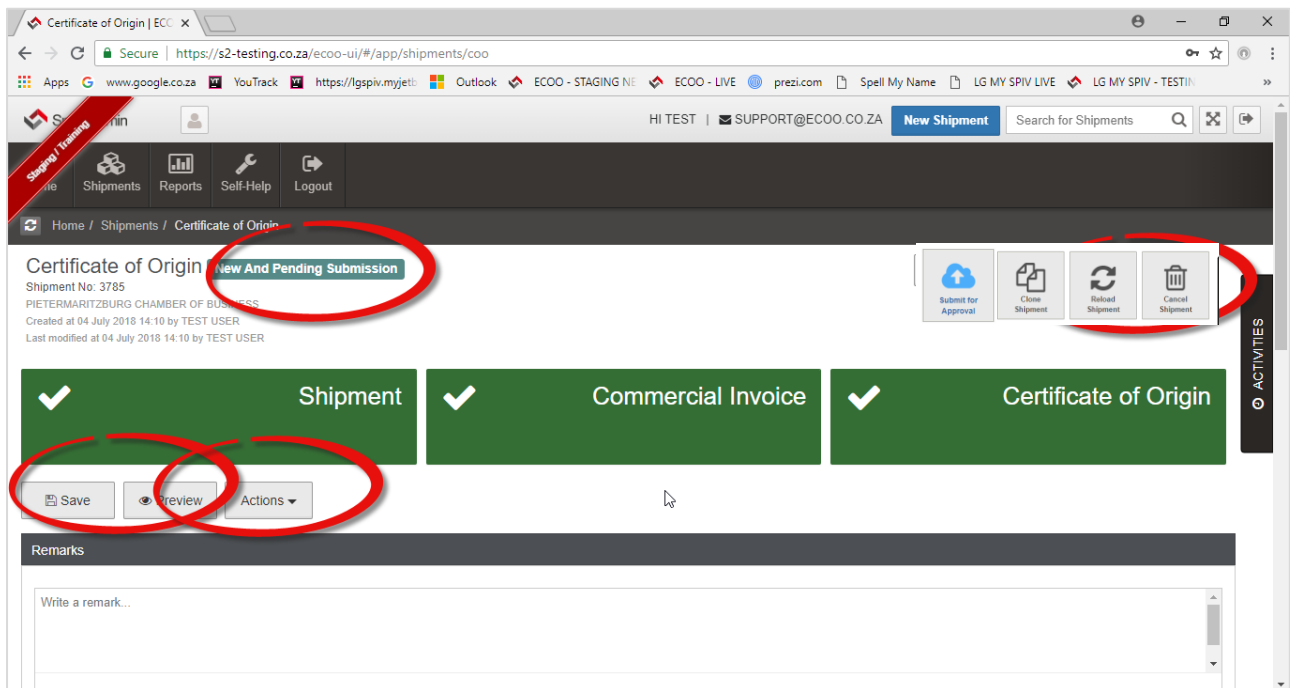 Certificate of Origin | ECO
Secure | https://s2-testing.co.za/ecoo-ui/#/app/shipments/coo
Apps www.google.co.za YouTrack https://lgspiv.myjetb Outlook ECOO - STAGING NE ECOO - LIVE prezi.com Spell My Name LG MY SPIV LIVE LG MY SPIV - TESTIN »
HI TEST | SUPPORT@ECOO.CO.ZA New Shipment Search for Shipments
Staging / Training
Shipments Reports Self-Help Logout
Home / Shipments / Certificate of Origin
Certificate of Origin New And Pending Submission
Shipment No: 3785
PIETERMARITZBURG CHAMBER OF BUSINESS
Created at 04 July 2018 14:10 by TEST USER
Last modified at 04 July 2018 14:10 by TEST USER
Submit for Approval
Clone Shipment
Reload Shipment
Cancel Shipment
ACTIVITIES
Shipment Commercial Invoice Certificate of Origin
Save Preview Actions
Remarks
Write a remark...